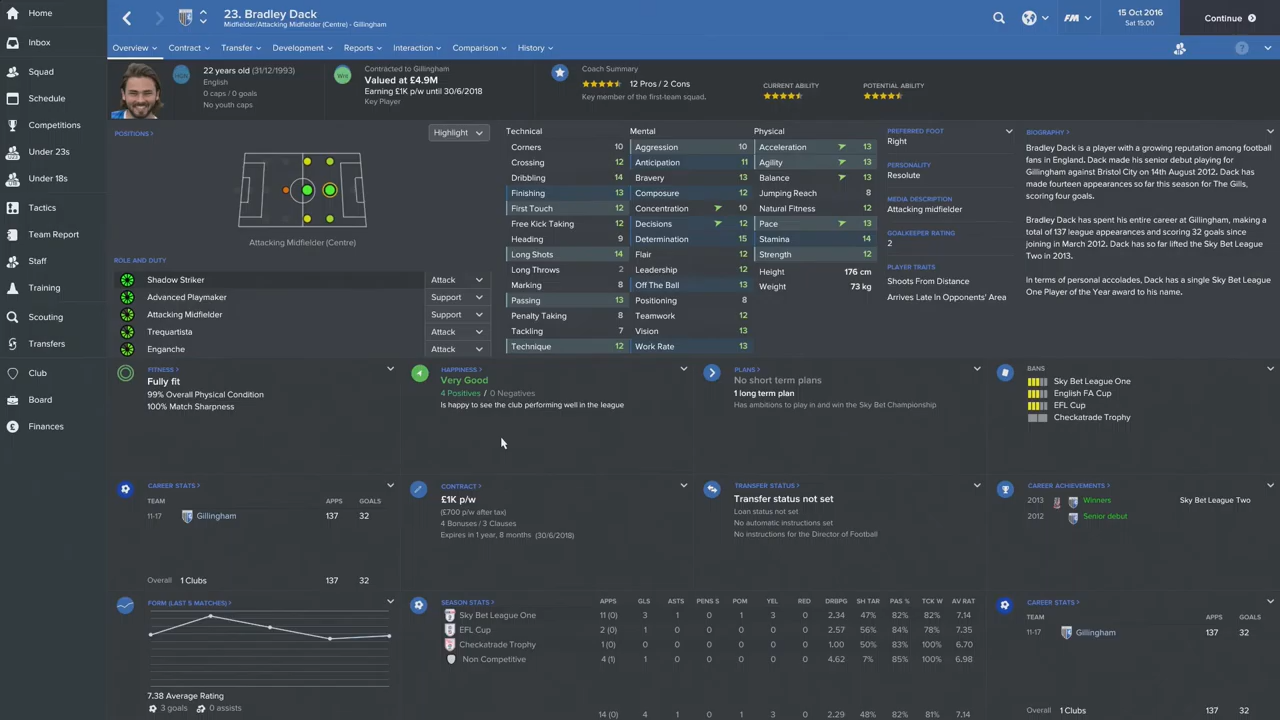 Home
Inbox
Squad
Schedule
Competitions
Under 23s
Under 18s
Tactics
Team Report
Staff
Training
Scouting
Transfers
Club
Board
Finances
23. Bradley Dack
Midfielder/Attacking Midfielder (Centre) - Gillingham
FM
15 Oct 2016
Sat 15:00
Continue
Overview Contract Transfer Development Reports Interaction Comparison History
22 years old (31/12/1993)
English
0 caps / 0 goals
No youth caps
Contracted to Gillingham
Valued at £4.9M
Earning £1K p/w until 30/6/2018
Key Player
Coach Summary
12 Pros / 2 Cons
Key member of the first-team squad.
CURRENT ABILITY
POTENTIAL ABILITY
POSITIONS >
Highlight
Attacking Midfielder (Centre)
ROLE AND DUTY
Shadow Striker Attack
Advanced Playmaker Support
Attacking Midfielder Support
Trequartista Attack
Enganche Attack
Technical
Corners 10
Crossing 12
Dribbling 14
Finishing 13
First Touch 12
Free Kick Taking 12
Heading 9
Long Shots 14
Long Throws 2
Marking 8
Passing 13
Penalty Taking 8
Tackling 7
Technique 12
Mental
Aggression 10
Anticipation 11
Bravery 13
Composure 12
Concentration 10
Decisions 12
Determination 15
Flair 12
Leadership 12
Off The Ball 13
Positioning 8
Teamwork 12
Vision 13
Work Rate 13
Physical
Acceleration 13
Agility 13
Balance 13
Jumping Reach 8
Natural Fitness 12
Pace 13
Stamina 14
Strength 12
Height 176 cm
Weight 73 kg
PREFERRED FOOT
Right
PERSONALITY
Resolute
MEDIA DESCRIPTION
Attacking midfielder
GOALKEEPER RATING
2
PLAYER TRAITS
Shoots From Distance
Arrives Late In Opponents' Area
BIOGRAPHY >
Bradley Dack is a player with a growing reputation among football
fans in England. Dack made his senior debut playing for
Gillingham against Bristol City on 14th August 2012. Dack has
made fourteen appearances so far this season for The Gills,
scoring four goals.
Dack has spent his entire career at Gillingham, making a
total of 137 league appearances and scoring 32 goals since
joining in March 2012. Dack has so far lifted the Sky Bet League
Two in 2013.
In terms of personal accolades, Dack has a single Sky Bet League
One Player of the Year award to his name.
FITNESS >
Fully fit
99% Overall Physical Condition
100% Match Sharpness
HAPPINESS >
Very Good
4 Positives / 0 Negatives
Is happy to see the club performing well in the league
PLANS >
No short term plans
1 long term plan
Has ambitions to play in and win the Sky Bet Championship
BANS
Sky Bet League One
English FA Cup
EFL Cup
Checkatrade Trophy
CAREER STATS >
TEAM APPS GOALS
11-17 Gillingham 137 32
Overall 1 Clubs 137 32
CONTRACT >
£1K p/w
(£700 p/w after tax)
4 Bonuses / 3 Clauses
Expires in 1 year, 8 months (30/6/2018)
TRANSFER STATUS >
Transfer status not set
Loan status not set
No automatic instructions set
No instructions for the Director of Football
CAREER ACHIEVEMENTS >
2013 Winners Sky Bet League Two
2012 Senior debut
FORM (LAST 5 MATCHES) >
7.38 Average Rating
3 goals 0 assists
SEASON STATS > APPS GLS ASTS PENS S POM YEL RED DRBPG SH TAR PAS % TCK W AV RAT
Sky Bet League One 11 (0) 3 1 0 1 3 0 2.34 47% 82% 82% 7.14
EFL Cup 2 (0) 1 0 0 0 0 0 2.57 56% 84% 78% 7.35
Checkatrade Trophy 1 (0) 0 0 0 0 0 0 1.00 50% 83% 100% 6.70
Non Competitive 4 (1) 1 0 0 0 0 0 4.62 7% 85% 100% 6.98
14 (0) 4 1 0 1 3 0 2.29 48% 82% 81% 7.14
CAREER STATS >
TEAM APPS GOALS
11-17 Gillingham 137 32
Overall 1 Clubs 137 32